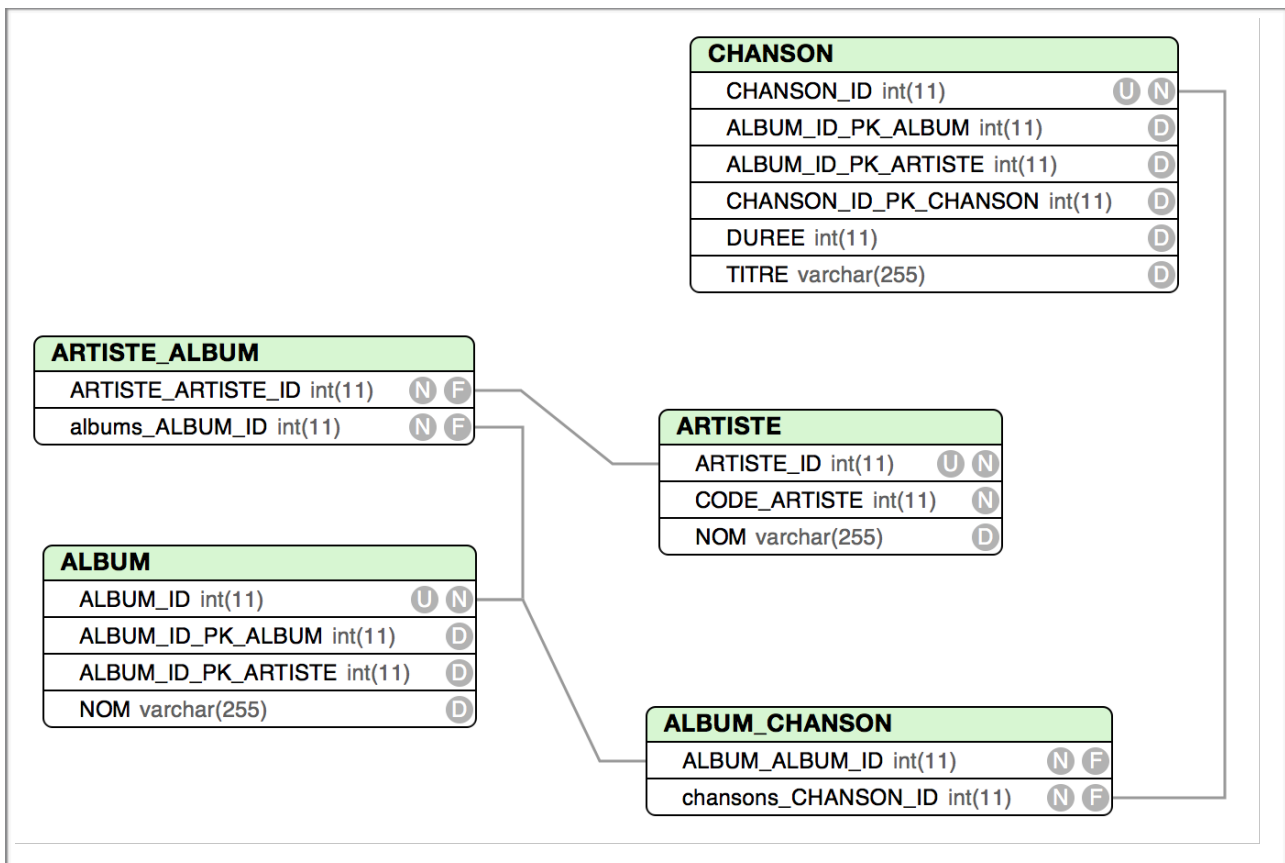 CHANSON
CHANSON_ID int(11) U N
ALBUM_ID_PK_ALBUM int(11) D
ALBUM_ID_PK_ARTISTE int(11) D
CHANSON_ID_PK_CHANSON int(11) D
DUREE int(11) D
TITRE varchar(255) D
ARTISTE_ALBUM
ARTISTE_ARTISTE_ID int(11) N F
albums_ALBUM_ID int(11) N F
ARTISTE
ARTISTE_ID int(11) U N
CODE_ARTISTE int(11) N
NOM varchar(255) D
ALBUM
ALBUM_ID int(11) U N
ALBUM_ID_PK_ALBUM int(11) D
ALBUM_ID_PK_ARTISTE int(11) D
NOM varchar(255) D
ALBUM_CHANSON
ALBUM_ALBUM_ID int(11) N F
chansons_CHANSON_ID int(11) N F